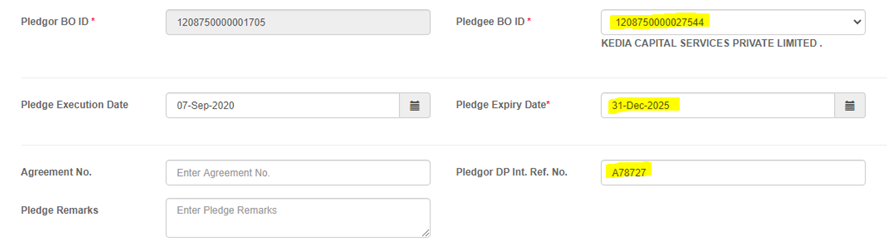 Pledgor BO ID * 1208750000001705 Pledgee BO ID * 1208750000027544
KEDIA CAPITAL SERVICES PRIVATE LIMITED .
Pledge Execution Date 07-Sep-2020 Pledge Expiry Date* 31-Dec-2025
Agreement No. Enter Agreement No. Pledgor DP Int. Ref. No. A78727
Pledge Remarks Enter Pledge Remarks